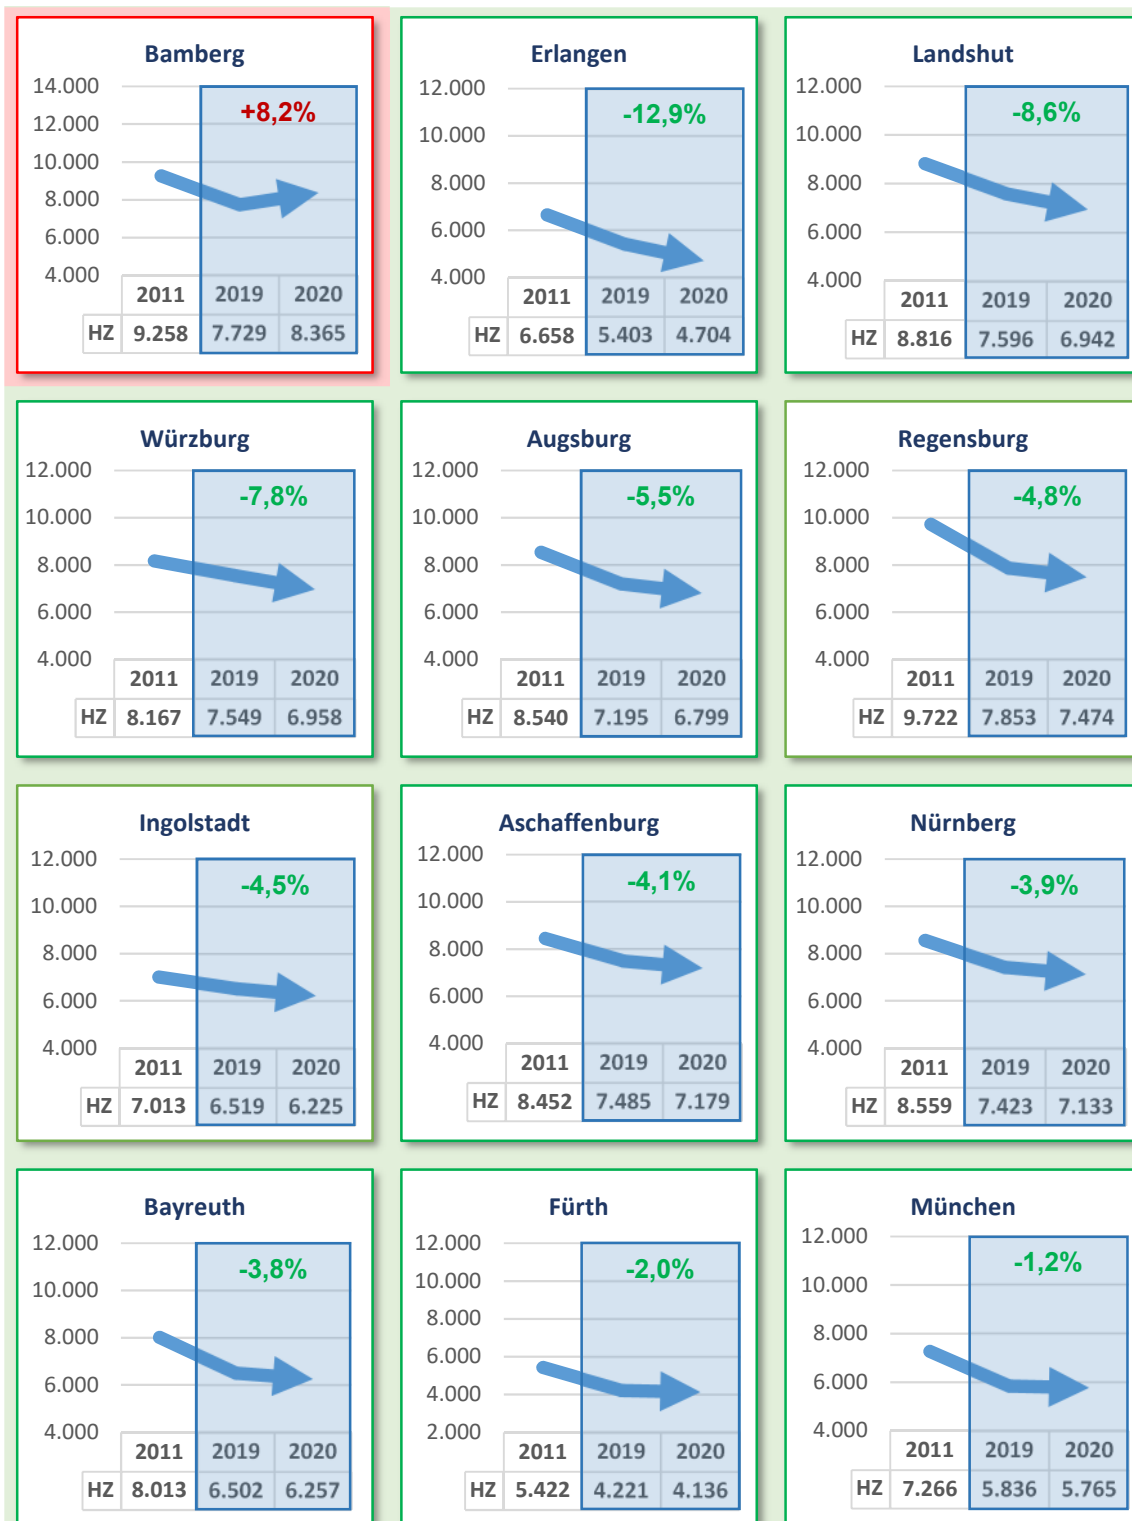 Bamberg
+8,2%
14.000
12.000
10.000
8.000
6.000
4.000
2011 2019 2020
HZ 9.258 7.729 8.365
Erlangen
-12,9%
12.000
10.000
8.000
6.000
4.000
2011 2019 2020
HZ 6.658 5.403 4.704
Landshut
-8,6%
12.000
10.000
8.000
6.000
4.000
2011 2019 2020
HZ 8.816 7.596 6.942
Würzburg
-7,8%
12.000
10.000
8.000
6.000
4.000
2011 2019 2020
HZ 8.167 7.549 6.958
Augsburg
-5,5%
12.000
10.000
8.000
6.000
4.000
2011 2019 2020
HZ 8.540 7.195 6.799
Regensburg
-4,8%
12.000
10.000
8.000
6.000
4.000
2011 2019 2020
HZ 9.722 7.853 7.474
Ingolstadt
-4,5%
12.000
10.000
8.000
6.000
4.000
2011 2019 2020
HZ 7.013 6.519 6.225
Aschaffenburg
-4,1%
12.000
10.000
8.000
6.000
4.000
2011 2019 2020
HZ 8.452 7.485 7.179
Nürnberg
-3,9%
12.000
10.000
8.000
6.000
4.000
2011 2019 2020
HZ 8.559 7.423 7.133
Bayreuth
-3,8%
12.000
10.000
8.000
6.000
4.000
2011 2019 2020
HZ 8.013 6.502 6.257
Fürth
-2,0%
12.000
10.000
8.000
6.000
4.000
2.000
2011 2019 2020
HZ 5.422 4.221 4.136
München
-1,2%
12.000
10.000
8.000
6.000
4.000
2011 2019 2020
HZ 7.266 5.836 5.765